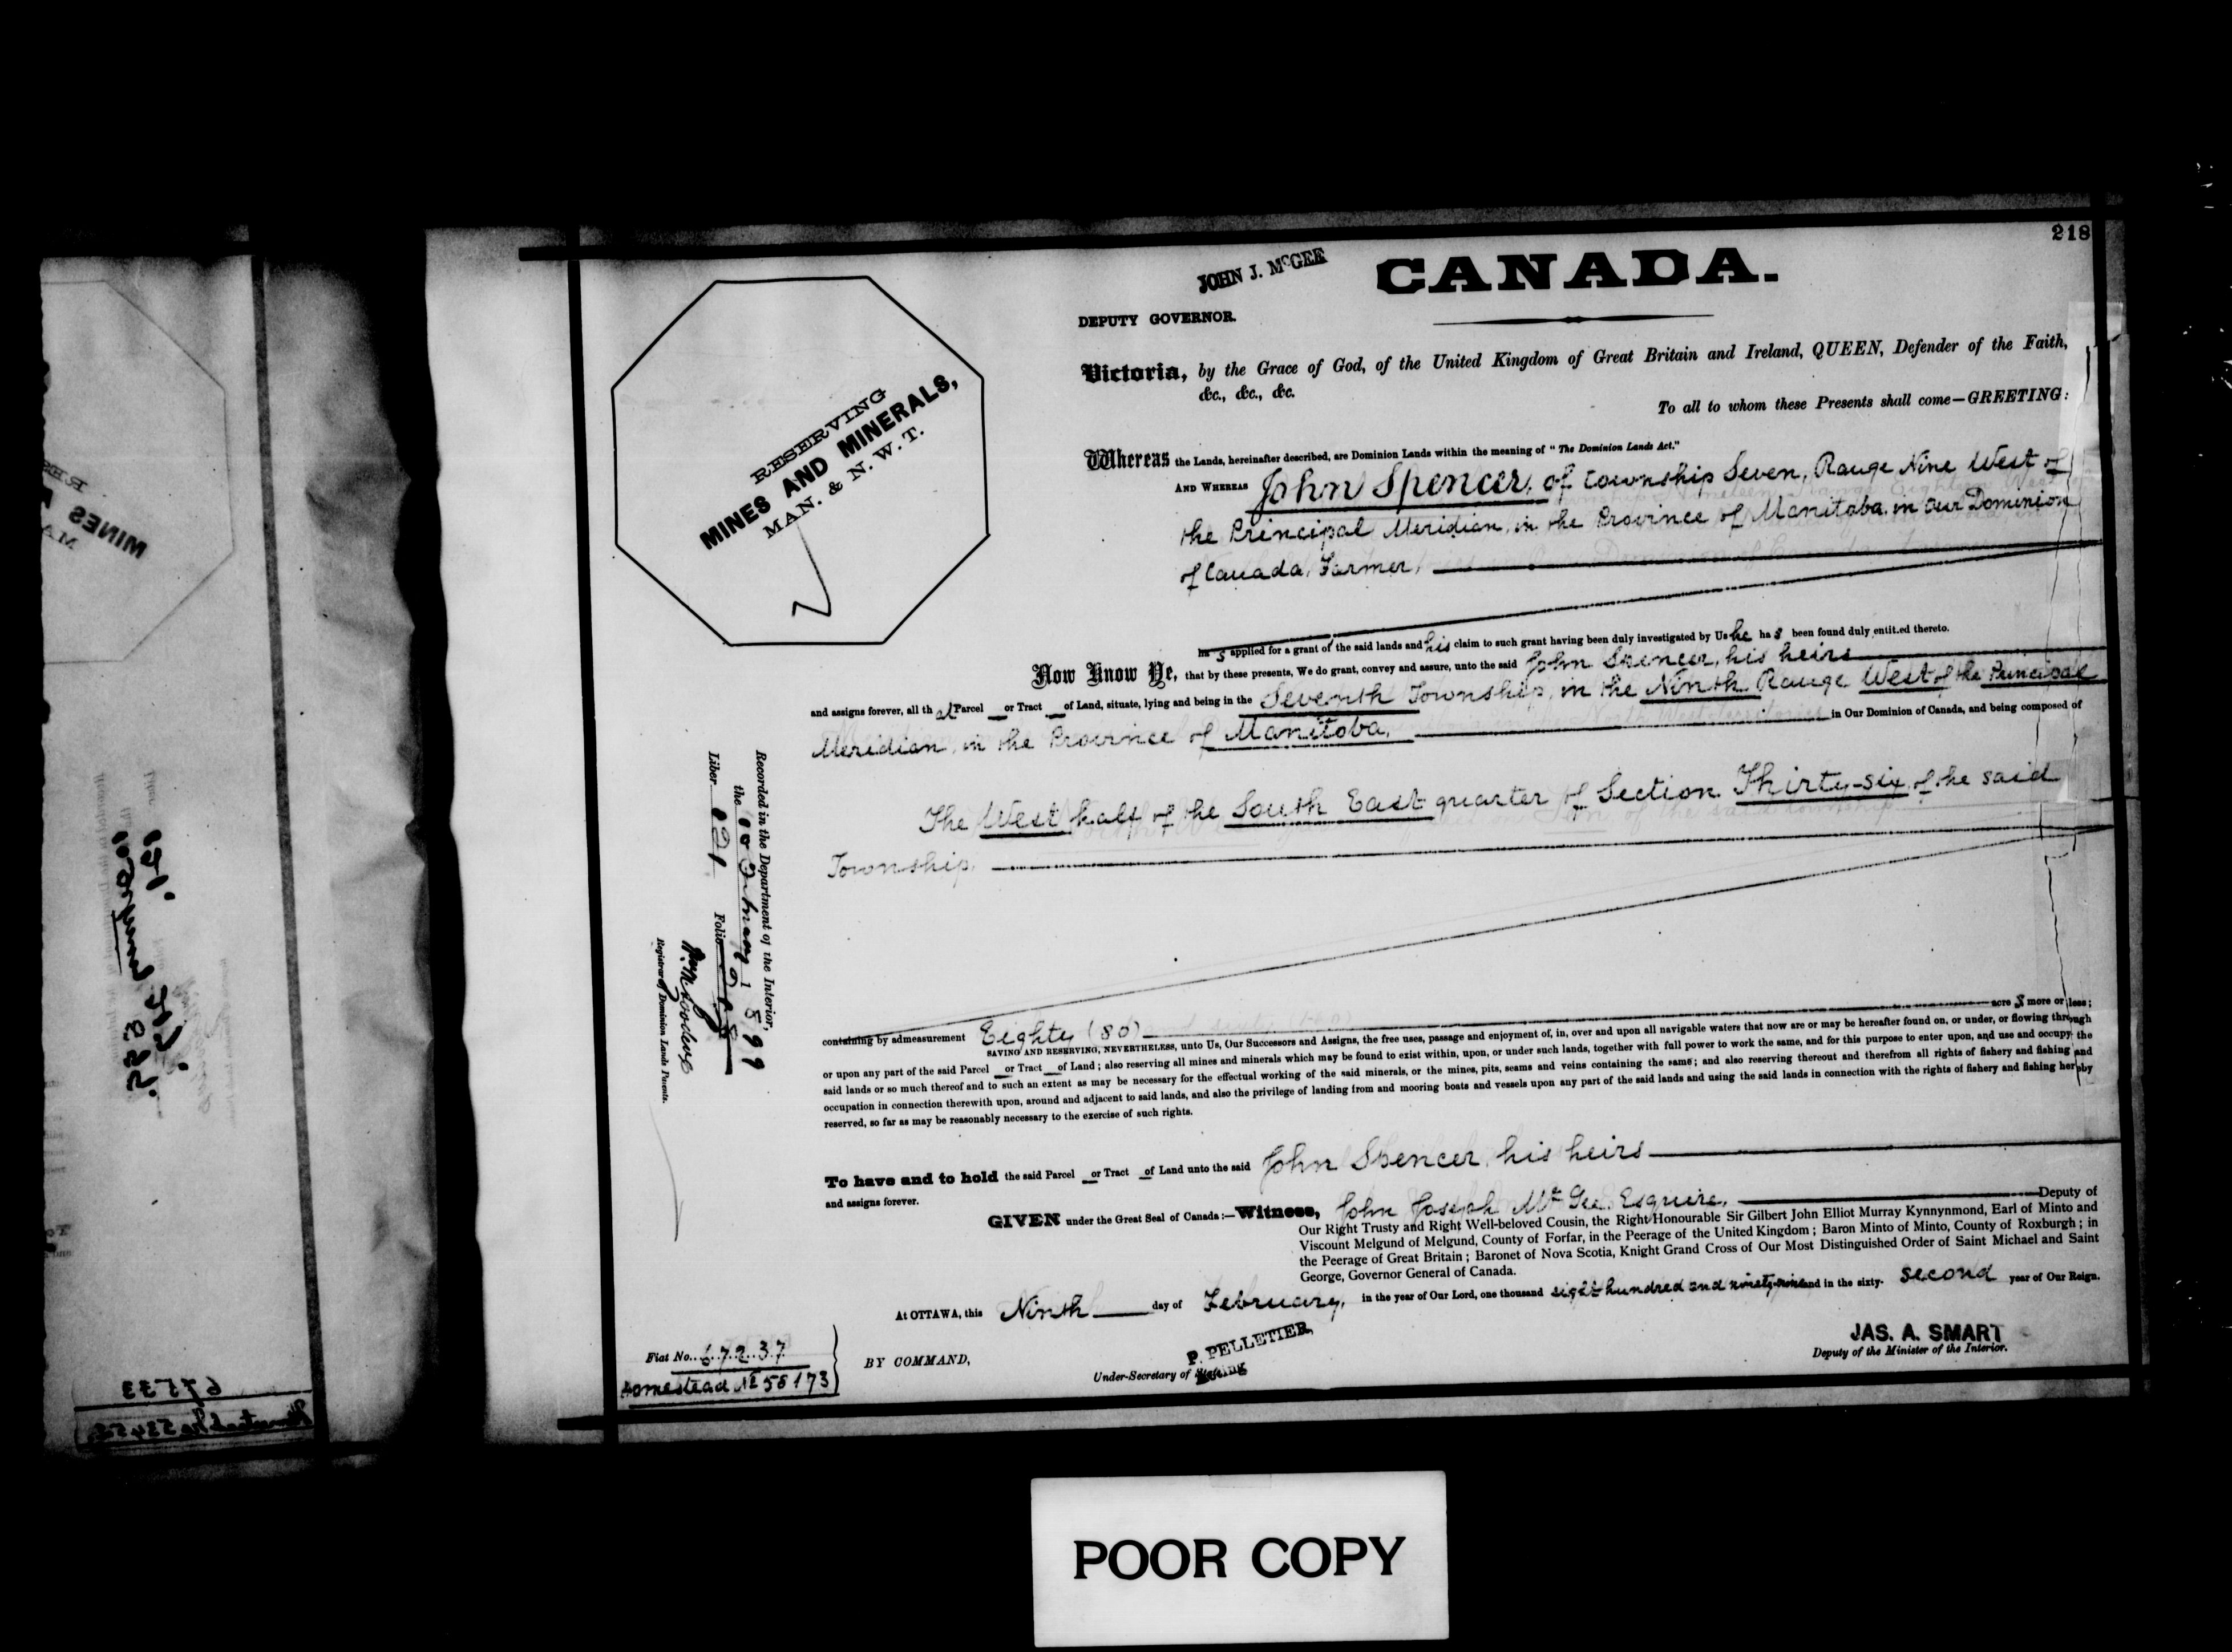 218
JOHN J. McGEE
CANADA.
DEPUTY GOVERNOR.
Victoria, by the Grace of God, of the United Kingdom of Great Britain and Ireland, QUEEN, Defender of the Faith,
&c., &c., &c.
To all to whom these Presents shall come—GREETING:
RESERVING
MINES AND MINERALS,
MAN. & N. W. T.
Whereas the Lands, hereinafter described, are Dominion Lands within the meaning of "The Dominion Lands Act."
AND WHEREAS John Spencer, of Township Seven, Range Nine West of
the Principal Meridian, in the Province of Manitoba, in Our Dominion
of Canada, Farmer,
has applied for a grant of the said lands and his claim to such grant having been duly investigated by Us he has been found duly entit.ed thereto.
Now Know Ye, that by these presents, We do grant, convey and assure, unto the said John Spencer, his heirs
and assigns forever, all that Parcel or Tract of Land, situate, lying and being in the Seventh Township, in the Ninth Range West of the Principal
Meridian, in the Province of Manitoba, in Our Dominion of Canada, and being composed of
The West half of the South East quarter of Section Thirty-six of the said
Township.
containing by admeasurement Eighty (80) acres more or less;
SAVING AND RESERVING, NEVERTHELESS, unto Us, Our Successors and Assigns, the free uses, passage and enjoyment of, in, over and upon all navigable waters that now are or may be hereafter found on, or under, or flowing through
or upon any part of the said Parcel or Tract of Land; also reserving all mines and minerals which may be found to exist within, upon, or under such lands, together with full power to work the same, and for this purpose to enter upon, and use and occupy the
said lands or so much thereof and to such an extent as may be necessary for the effectual working of the said minerals, or the mines, pits, seams and veins containing the same; and also reserving thereout and therefrom all rights of fishery and fishing and
occupation in connection therewith upon, around and adjacent to said lands, and also the privilege of landing from and mooring boats and vessels upon any part of the said lands and using the said lands in connection with the rights of fishery and fishing hereby
reserved, so far as may be reasonably necessary to the exercise of such rights.
To have and to hold the said Parcel or Tract of Land unto the said John Spencer, his heirs
and assigns forever.
GIVEN under the Great Seal of Canada:—Witness, John Joseph McGee, Esquire, Deputy of
Our Right Trusty and Right Well-beloved Cousin, the Right Honourable Sir Gilbert John Elliot Murray Kynnynmond, Earl of Minto and
Viscount Melgund of Melgund, County of Forfar, in the Peerage of the United Kingdom; Baron Minto of Minto, County of Roxburgh; in
the Peerage of Great Britain; Baronet of Nova Scotia, Knight Grand Cross of Our Most Distinguished Order of Saint Michael and Saint
George, Governor General of Canada.
At OTTAWA, this Ninth day of February, in the year of Our Lord, one thousand eight hundred and ninety-nine and in the sixty-second year of Our Reign.
BY COMMAND,
P. PELLETIER,
Acting
Under-Secretary of State.
JAS. A. SMART
Deputy of the Minister of the Interior.
Recorded in the Department of the Interior,
the 10 February 1899
Liber 121 Folio 218
Registrar of Dominion Lands Patents.
Fiat No. 67237
Homestead No 58173
POOR COPY